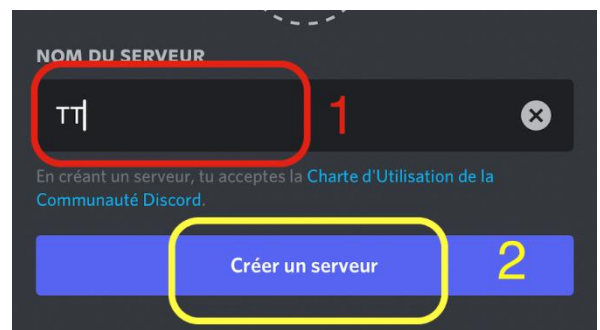 NOM DU SERVEUR
TT 1
En créant un serveur, tu acceptes la Charte d'Utilisation de la
Communauté Discord.
Créer un serveur 2